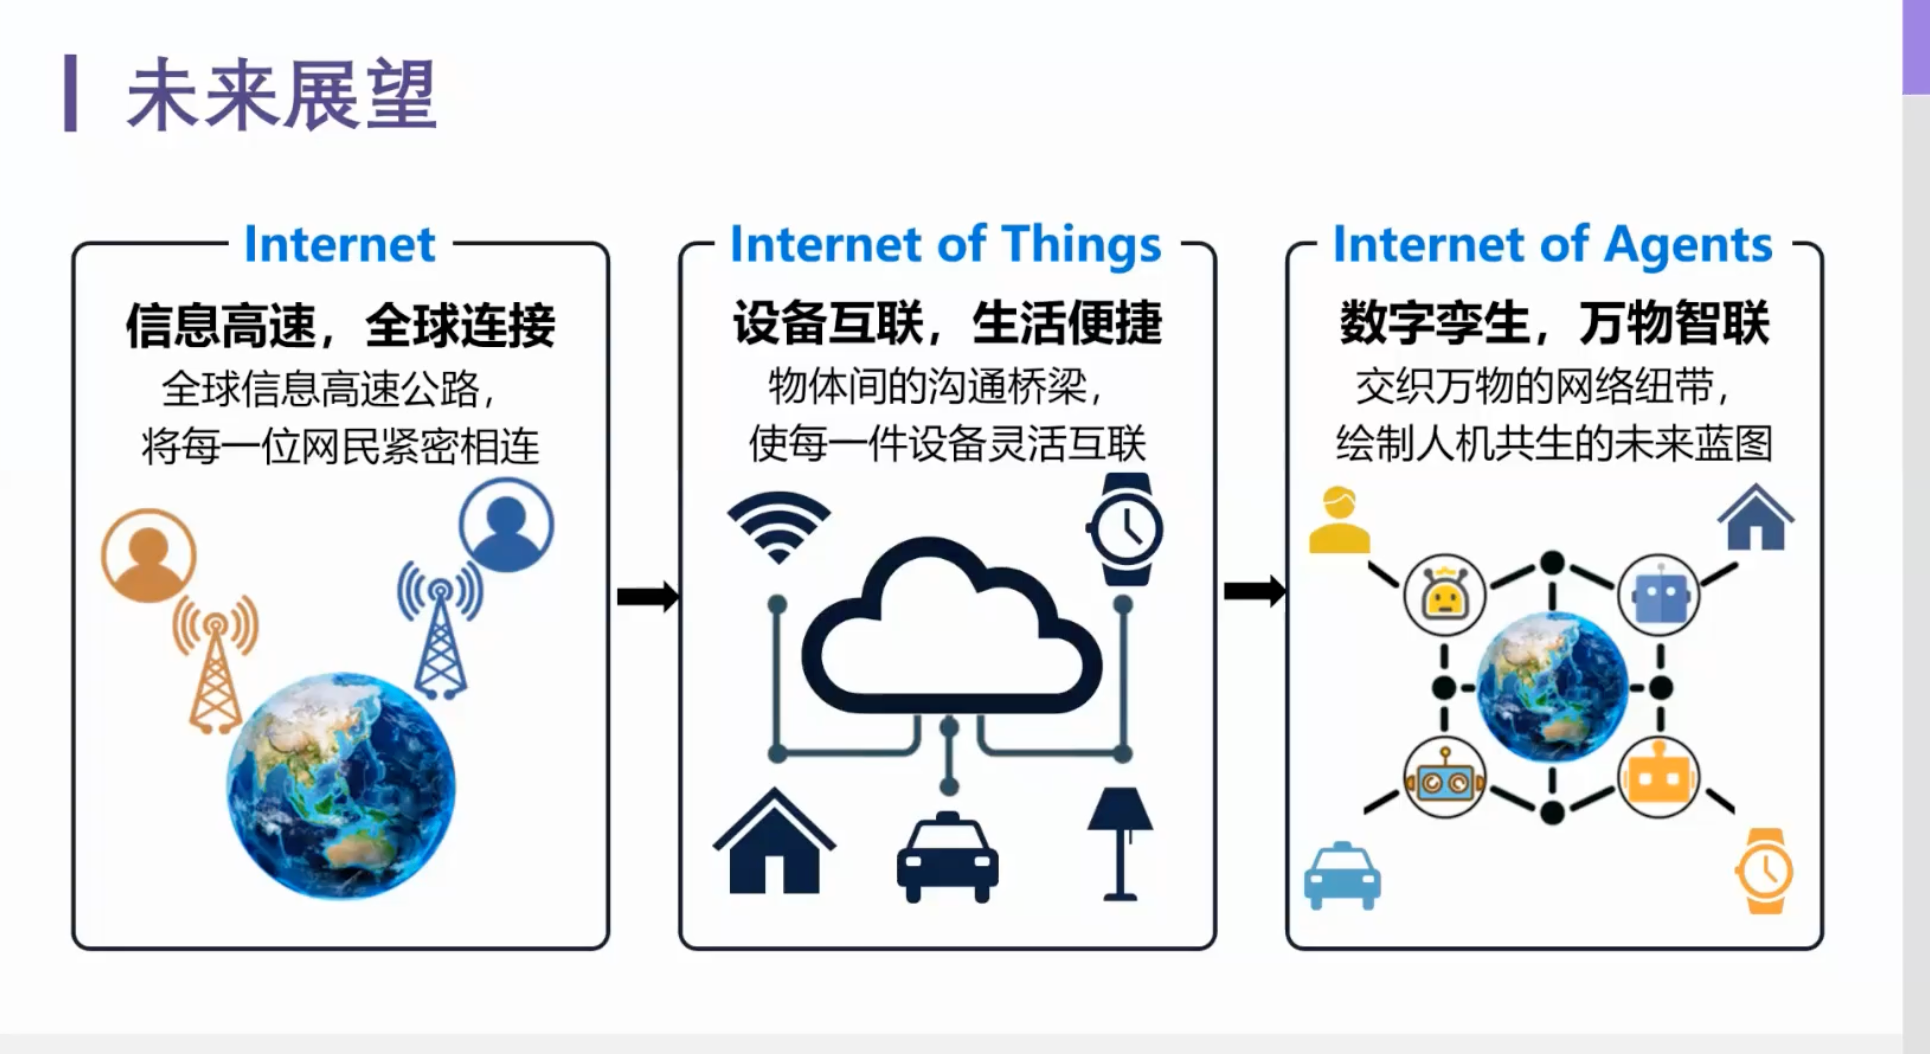 未来展望
Internet
信息高速，全球连接
全球信息高速公路，
将每一位网民紧密相连
Internet of Things
设备互联，生活便捷
物体间的沟通桥梁，
使每一件设备灵活互联
Internet of Agents
数字孪生，万物智联
交织万物的网络纽带，
绘制人机共生的未来蓝图